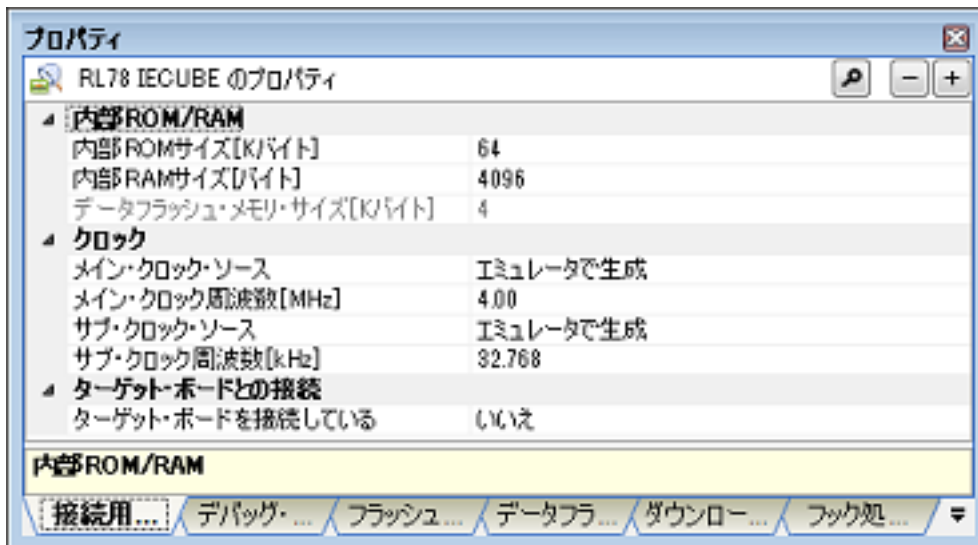 プロパティ
RL78 IECUBE のプロパティ
内部ROM/RAM
内部ROMサイズ[Kバイト] 64
内部RAMサイズ[バイト] 4096
データフラッシュ・メモリ・サイズ[Kバイト] 4
クロック
メイン・クロック・ソース エミュレータで生成
メイン・クロック周波数[MHz] 4.00
サブ・クロック・ソース エミュレータで生成
サブ・クロック周波数[kHz] 32.768
ターゲット・ボードとの接続
ターゲット・ボードを接続している いいえ
内部ROM/RAM
接続用... デバッグ・... フラッシュ... データフラ... ダウンロー... フック処...